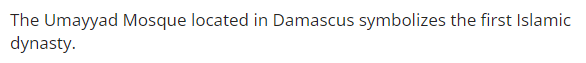 The Umayyad Mosque located in Damascus symbolizes the first Islamic
dynasty.